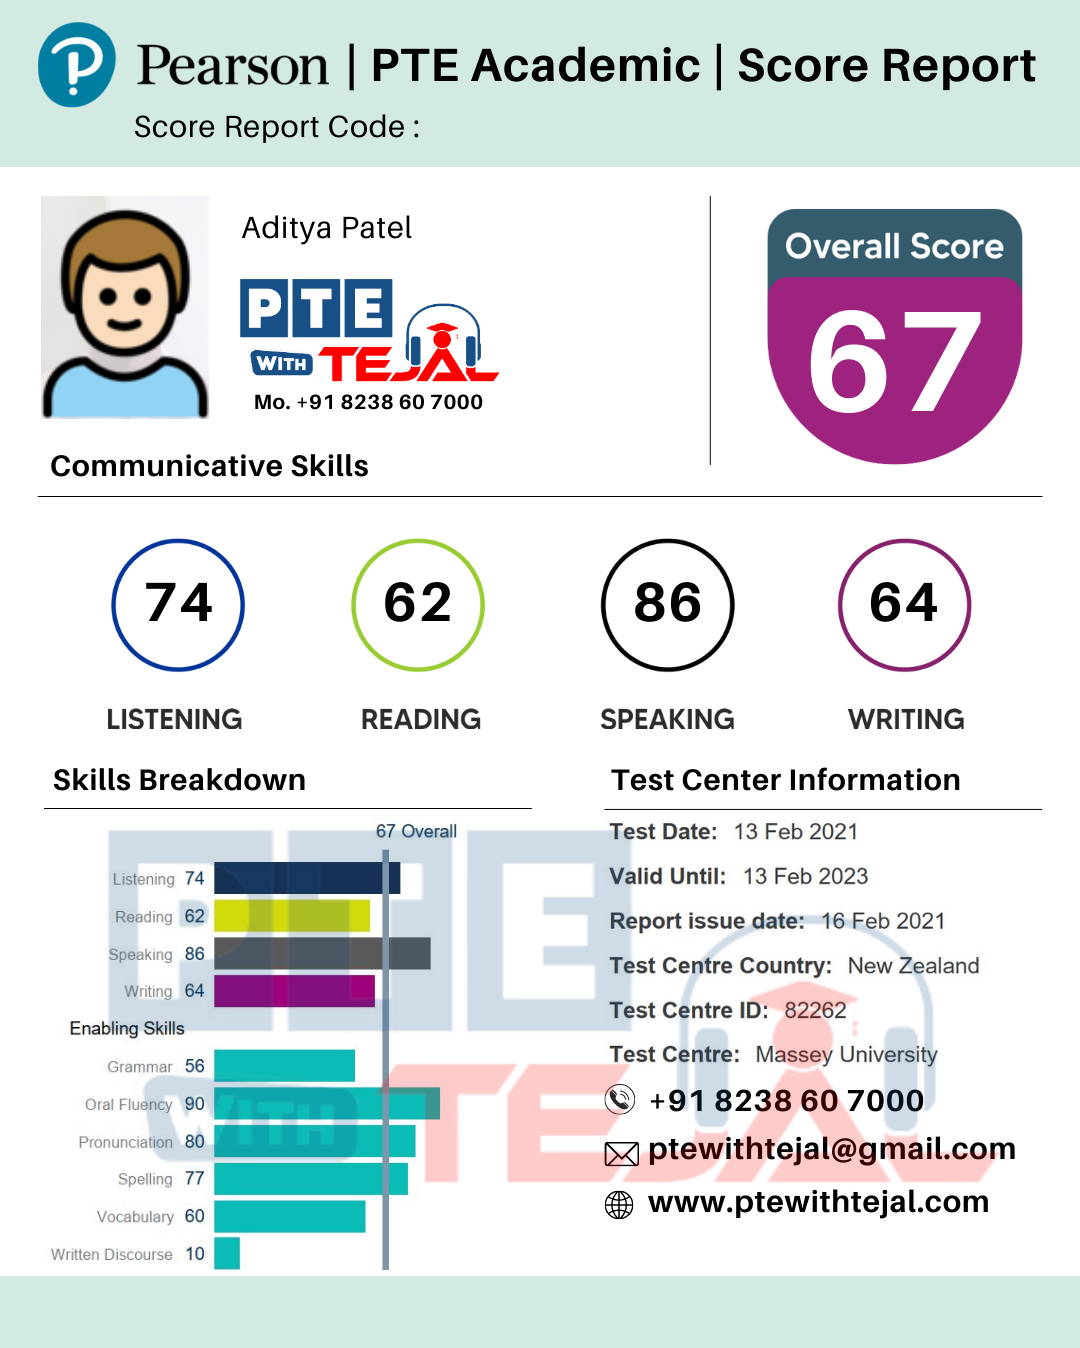 Pearson | PTE Academic | Score Report
Score Report Code :
Aditya Patel
PTE
WITH TEJAL
Mo. +91 8238 60 7000
Overall Score
67
Communicative Skills
74 62 86 64
LISTENING READING SPEAKING WRITING
Skills Breakdown
67 Overall
Listening 74
Reading 62
Speaking 86
Writing 64
Enabling Skills
Grammar 56
Oral Fluency 90
Pronunciation 80
Spelling 77
Vocabulary 60
Written Discourse 10
Test Center Information
Test Date: 13 Feb 2021
Valid Until: 13 Feb 2023
Report issue date: 16 Feb 2021
Test Centre Country: New Zealand
Test Centre ID: 82262
Test Centre: Massey University
+91 8238 60 7000
ptewithtejal@gmail.com
www.ptewithtejal.com
PTE
WITH TEJAL